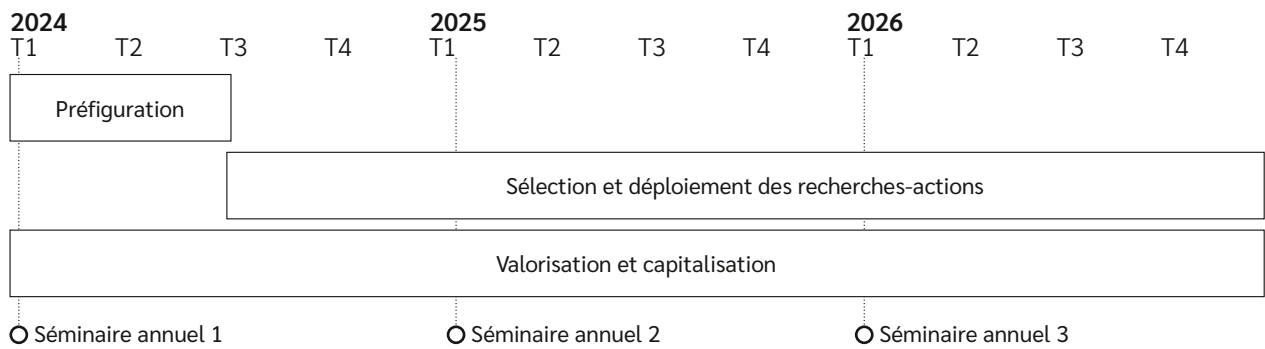 2024 2025 2026
T1 T2 T3 T4 T1 T2 T3 T4 T1 T2 T3 T4
Préfiguration
Sélection et déploiement des recherches-actions
Valorisation et capitalisation
Séminaire annuel 1 Séminaire annuel 2 Séminaire annuel 3